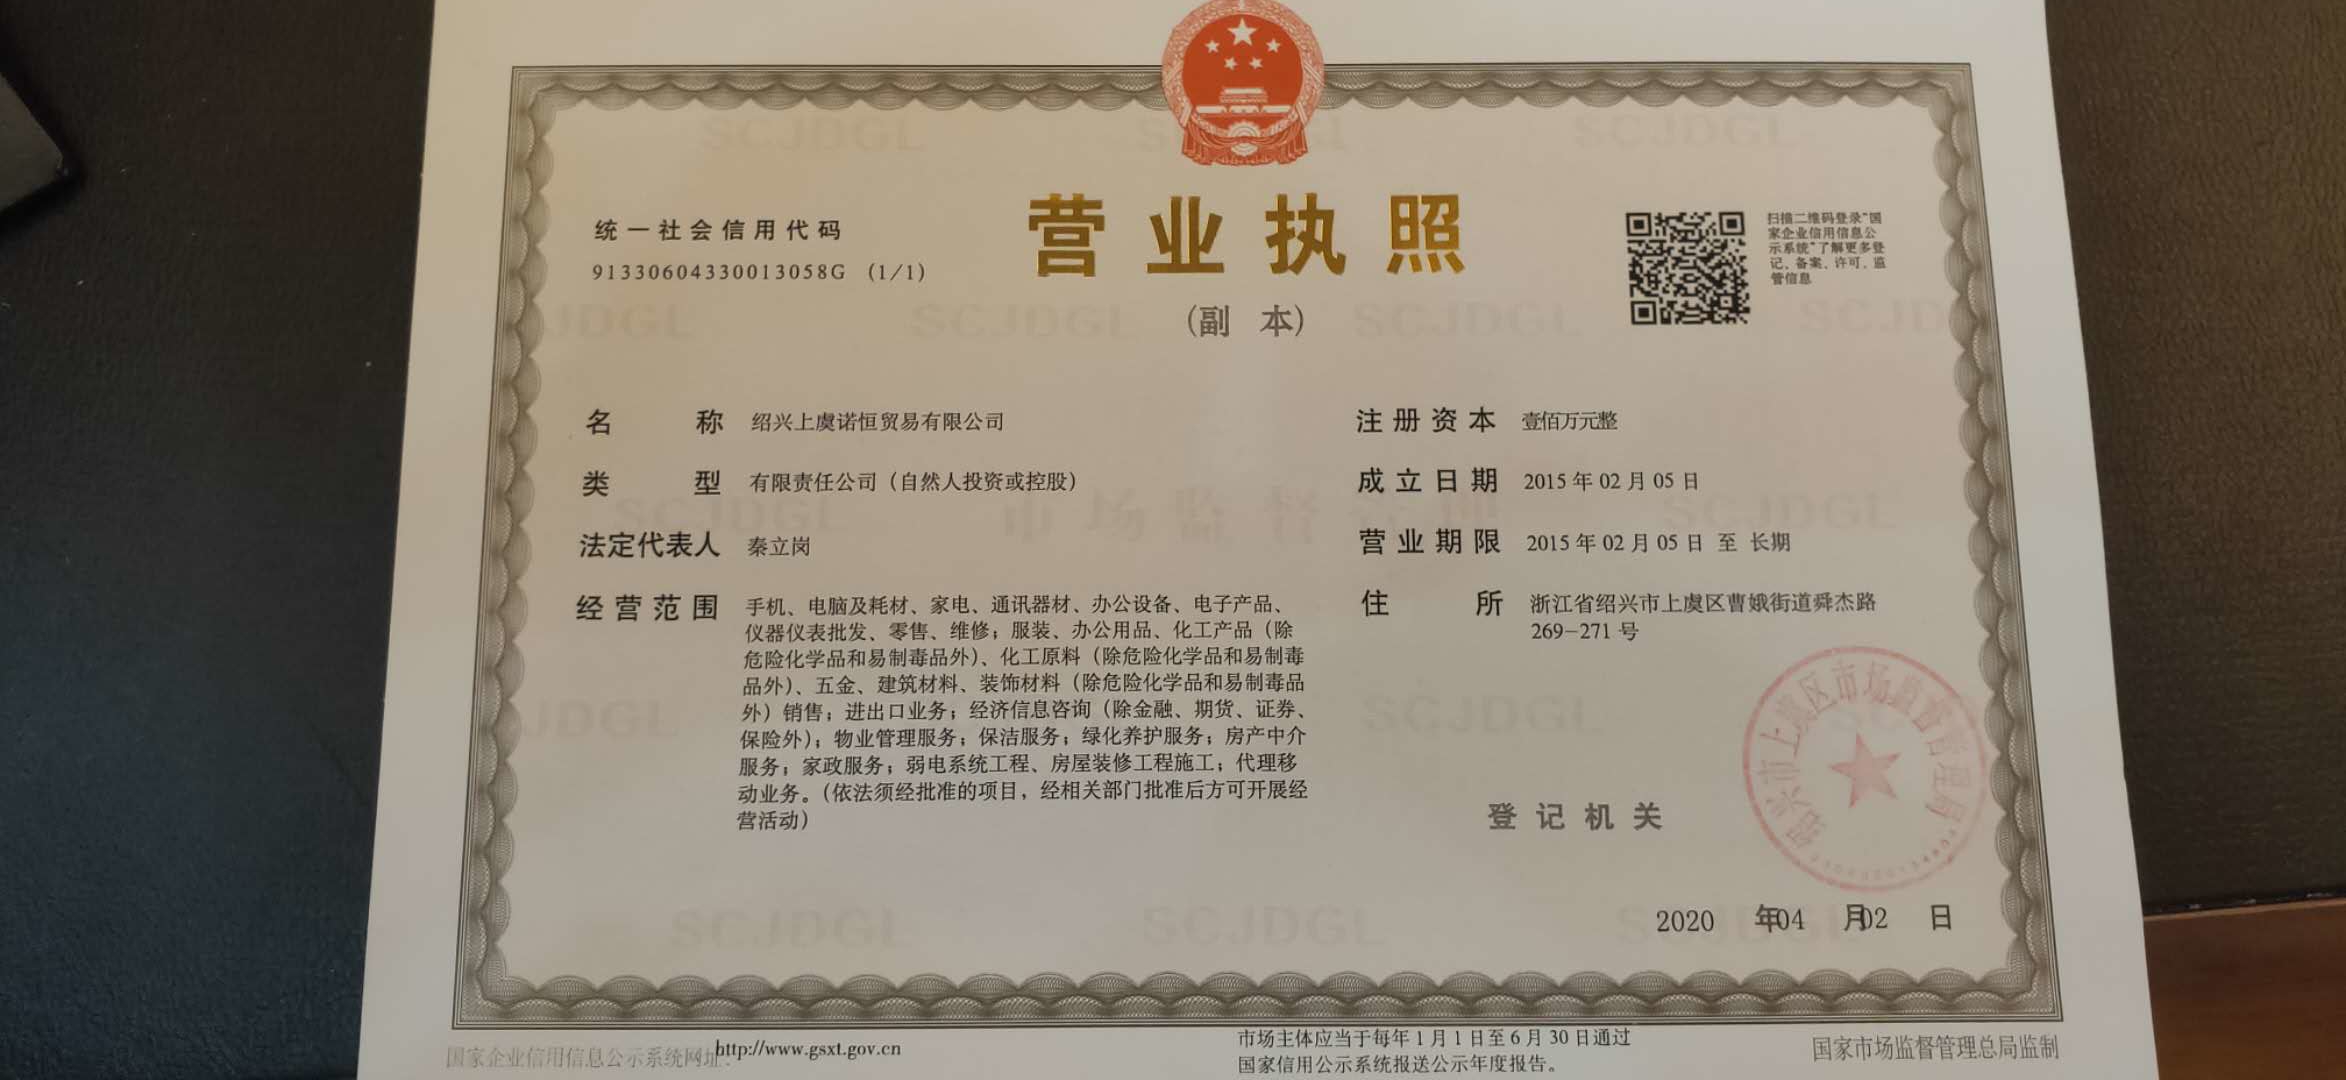 统一社会信用代码
91330604330013058G (1/1)
营业执照
(副 本)
扫描二维码登录“国
家企业信用信息公
示系统”了解更多登
记、备案、许可、监
管信息
名称 绍兴上虞诺恒贸易有限公司
类型 有限责任公司（自然人投资或控股）
法定代表人 秦立岗
经营范围 手机、电脑及耗材、家电、通讯器材、办公设备、电子产品、
仪器仪表批发、零售、维修；服装、办公用品、化工产品（除
危险化学品和易制毒品外）、化工原料（除危险化学品和易制毒
品外）、五金、建筑材料、装饰材料（除危险化学品和易制毒品
外）销售；进出口业务；经济信息咨询（除金融、期货、证券、
保险外）；物业管理服务；保洁服务；绿化养护服务；房产中介
服务；家政服务；弱电系统工程、房屋装修工程施工；代理移
动业务。（依法须经批准的项目，经相关部门批准后方可开展经
营活动）
注册资本 壹佰万元整
成立日期 2015年02月05日
营业期限 2015年02月05日 至 长期
住所 浙江省绍兴市上虞区曹娥街道舜杰路
269-271号
登记机关
绍兴市上虞区市场监督管理局
2020 年04 月02 日
国家企业信用信息公示系统网址：http://www.gsxt.gov.cn
市场主体应当于每年1月1日至6月30日通过
国家信用公示系统报送公示年度报告。
国家市场监督管理总局监制